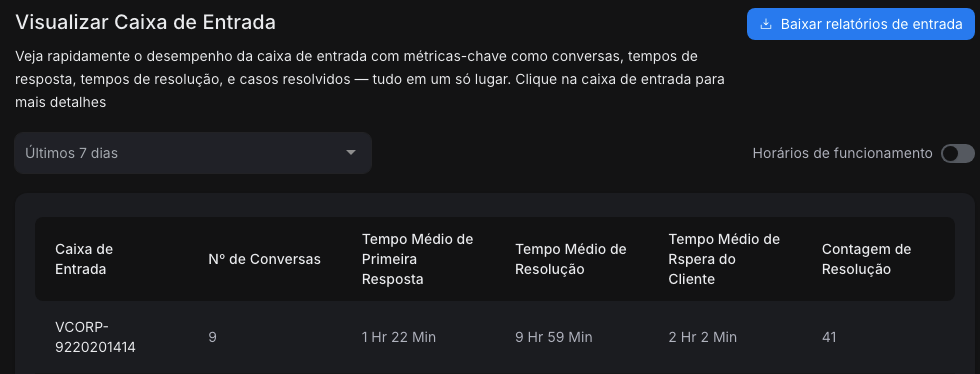 Visualizar Caixa de Entrada
Baixar relatórios de entrada
Veja rapidamente o desempenho da caixa de entrada com métricas-chave como conversas, tempos de
resposta, tempos de resolução, e casos resolvidos — tudo em um só lugar. Clique na caixa de entrada para
mais detalhes
Últimos 7 dias
Horários de funcionamento
Caixa de
Entrada
Nº de Conversas
Tempo Médio de
Primeira
Resposta
Tempo Médio de
Resolução
Tempo Médio de
Rspera do
Cliente
Contagem de
Resolução
VCORP-
9220201414
9
1 Hr 22 Min
9 Hr 59 Min
2 Hr 2 Min
41